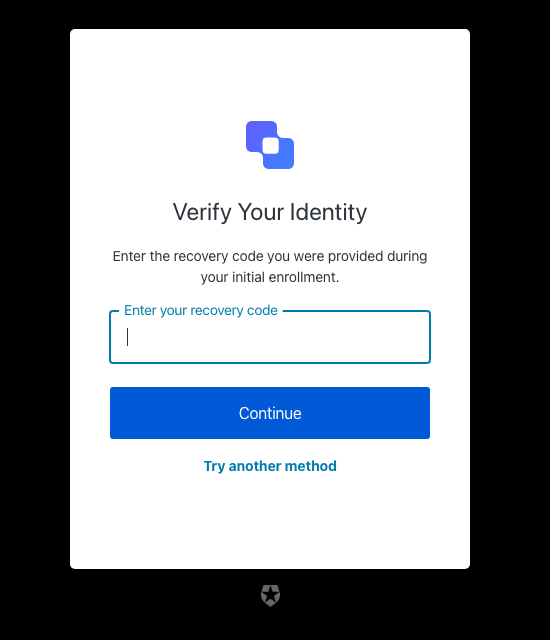 Verify Your Identity
Enter the recovery code you were provided during
your initial enrollment.
Enter your recovery code
Continue
Try another method